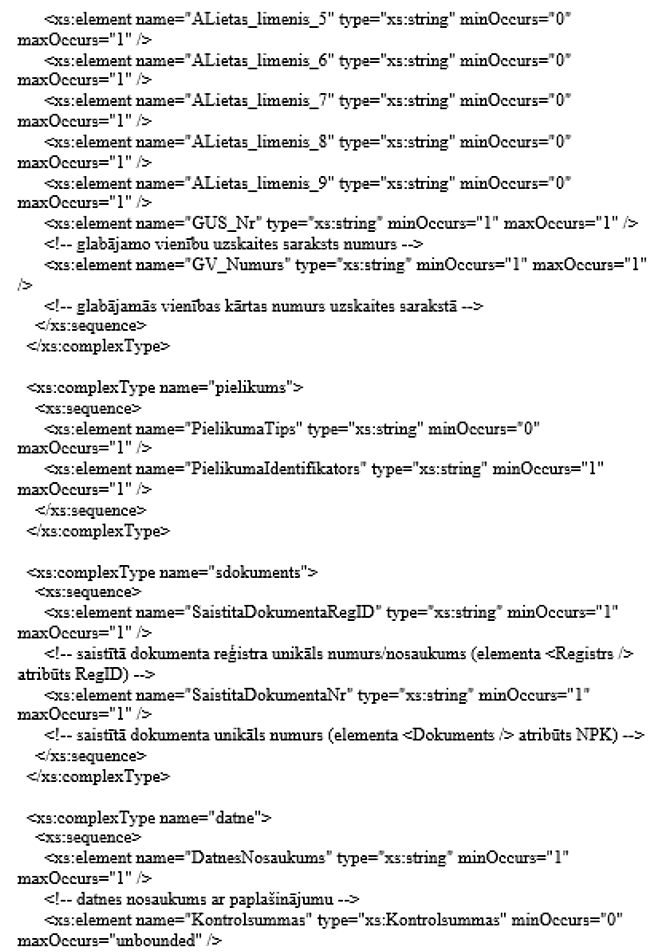 <xs:element name="ALietas_limenis_5" type="xs:string" minOccurs="0"
maxOccurs="1" />
<xs:element name="ALietas_limenis_6" type="xs:string" minOccurs="0"
maxOccurs="1" />
<xs:element name="ALietas_limenis_7" type="xs:string" minOccurs="0"
maxOccurs="1" />
<xs:element name="ALietas_limenis_8" type="xs:string" minOccurs="0"
maxOccurs="1" />
<xs:element name="ALietas_limenis_9" type="xs:string" minOccurs="0"
maxOccurs="1" />
<xs:element name="GUS_Nr" type="xs:string" minOccurs="1" maxOccurs="1" />
<!-- glabājamo vienību uzskaites saraksts numurs -->
<xs:element name="GV_Numurs" type="xs:string" minOccurs="1" maxOccurs="1"
/>
<!-- glabājamās vienības kārtas numurs uzskaites sarakstā -->
</xs:sequence>
</xs:complexType>
<xs:complexType name="pielikums">
<xs:sequence>
<xs:element name="PielikumaTips" type="xs:string" minOccurs="0"
maxOccurs="1" />
<xs:element name="PielikumaIdentifikators" type="xs:string" minOccurs="1"
maxOccurs="1" />
</xs:sequence>
</xs:complexType>
<xs:complexType name="sdokuments">
<xs:sequence>
<xs:element name="SaistitaDokumentaRegID" type="xs:string" minOccurs="1"
maxOccurs="1" />
<!-- saistītā dokumenta reģistra unikāls numurs/nosaukums (elementa <Registrs />
atribūts RegID) -->
<xs:element name="SaistitaDokumentaNr" type="xs:string" minOccurs="1"
maxOccurs="1" />
<!-- saistītā dokumenta unikāls numurs (elementa <Dokuments /> atribūts NPK) -->
</xs:sequence>
</xs:complexType>
<xs:complexType name="datne">
<xs:sequence>
<xs:element name="DatnesNosaukums" type="xs:string" minOccurs="1"
maxOccurs="1" />
<!-- datnes nosaukums ar paplašinājumu -->
<xs:element name="Kontrolsummas" type="xs:Kontrolsummas" minOccurs="0"
maxOccurs="unbounded" />